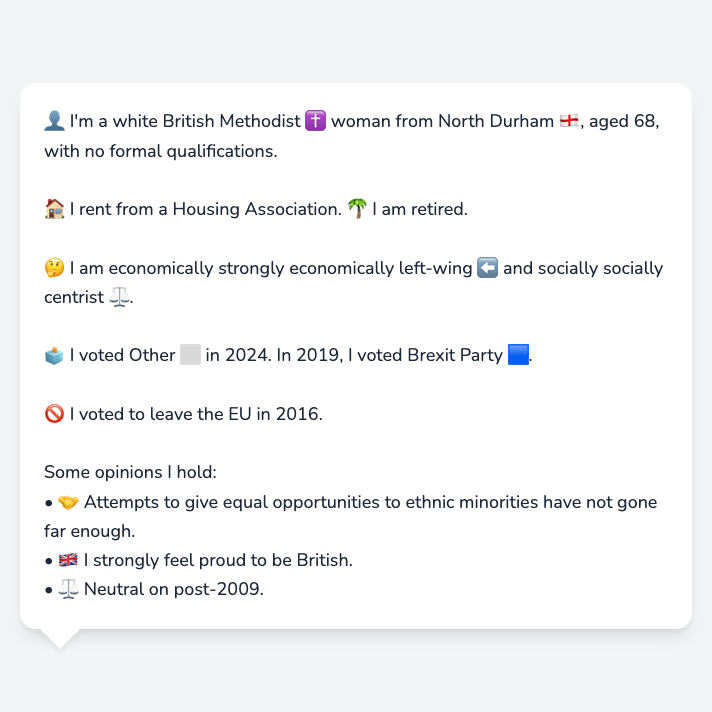 👤 I'm a white British Methodist ✝️ woman from North Durham 🏴󠁧󠁢󠁥󠁮󠁧󠁿, aged 68,
with no formal qualifications.
🏠 I rent from a Housing Association. 🌴 I am retired.
🤔 I am economically strongly economically left-wing ⬅️ and socially socially
centrist ⚖️.
🗳️ I voted Other ⬜ in 2024. In 2019, I voted Brexit Party 🟦.
🚫 I voted to leave the EU in 2016.
Some opinions I hold:
• 🤝 Attempts to give equal opportunities to ethnic minorities have not gone
far enough.
• 🇬🇧 I strongly feel proud to be British.
• ⚖️ Neutral on post-2009.